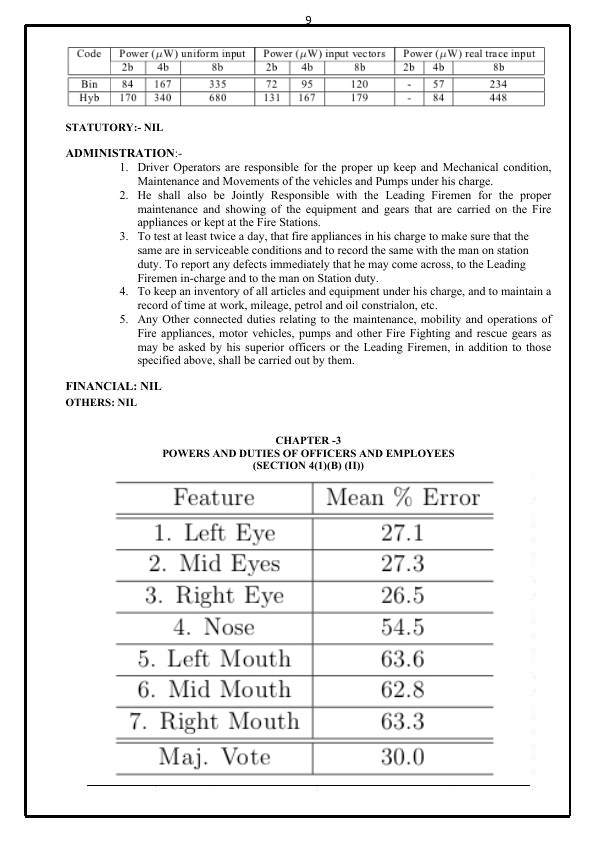 9
Code Power (μW) uniform input Power (μW) input vectors Power (μW) real trace input
2b 4b 8b 2b 4b 8b 2b 4b 8b
Bin 84 167 335 72 95 120 - 57 234
Hyb 170 340 680 131 167 179 - 84 448
STATUTORY:- NIL
ADMINISTRATION:-
1. Driver Operators are responsible for the proper up keep and Mechanical condition,
Maintenance and Movements of the vehicles and Pumps under his charge.
2. He shall also be Jointly Responsible with the Leading Firemen for the proper
maintenance and showing of the equipment and gears that are carried on the Fire
appliances or kept at the Fire Stations.
3. To test at least twice a day, that fire appliances in his charge to make sure that the
same are in serviceable conditions and to record the same with the man on station
duty. To report any defects immediately that he may come across, to the Leading
Firemen in-charge and to the man on Station duty.
4. To keep an inventory of all articles and equipment under his charge, and to maintain a
record of time at work, mileage, petrol and oil constrialon, etc.
5. Any Other connected duties relating to the maintenance, mobility and operations of
Fire appliances, motor vehicles, pumps and other Fire Fighting and rescue gears as
may be asked by his superior officers or the Leading Firemen, in addition to those
specified above, shall be carried out by them.
FINANCIAL: NIL
OTHERS: NIL
CHAPTER -3
POWERS AND DUTIES OF OFFICERS AND EMPLOYEES
(SECTION 4(1)(B) (II))
Feature Mean % Error
1. Left Eye 27.1
2. Mid Eyes 27.3
3. Right Eye 26.5
4. Nose 54.5
5. Left Mouth 63.6
6. Mid Mouth 62.8
7. Right Mouth 63.3
Maj. Vote 30.0